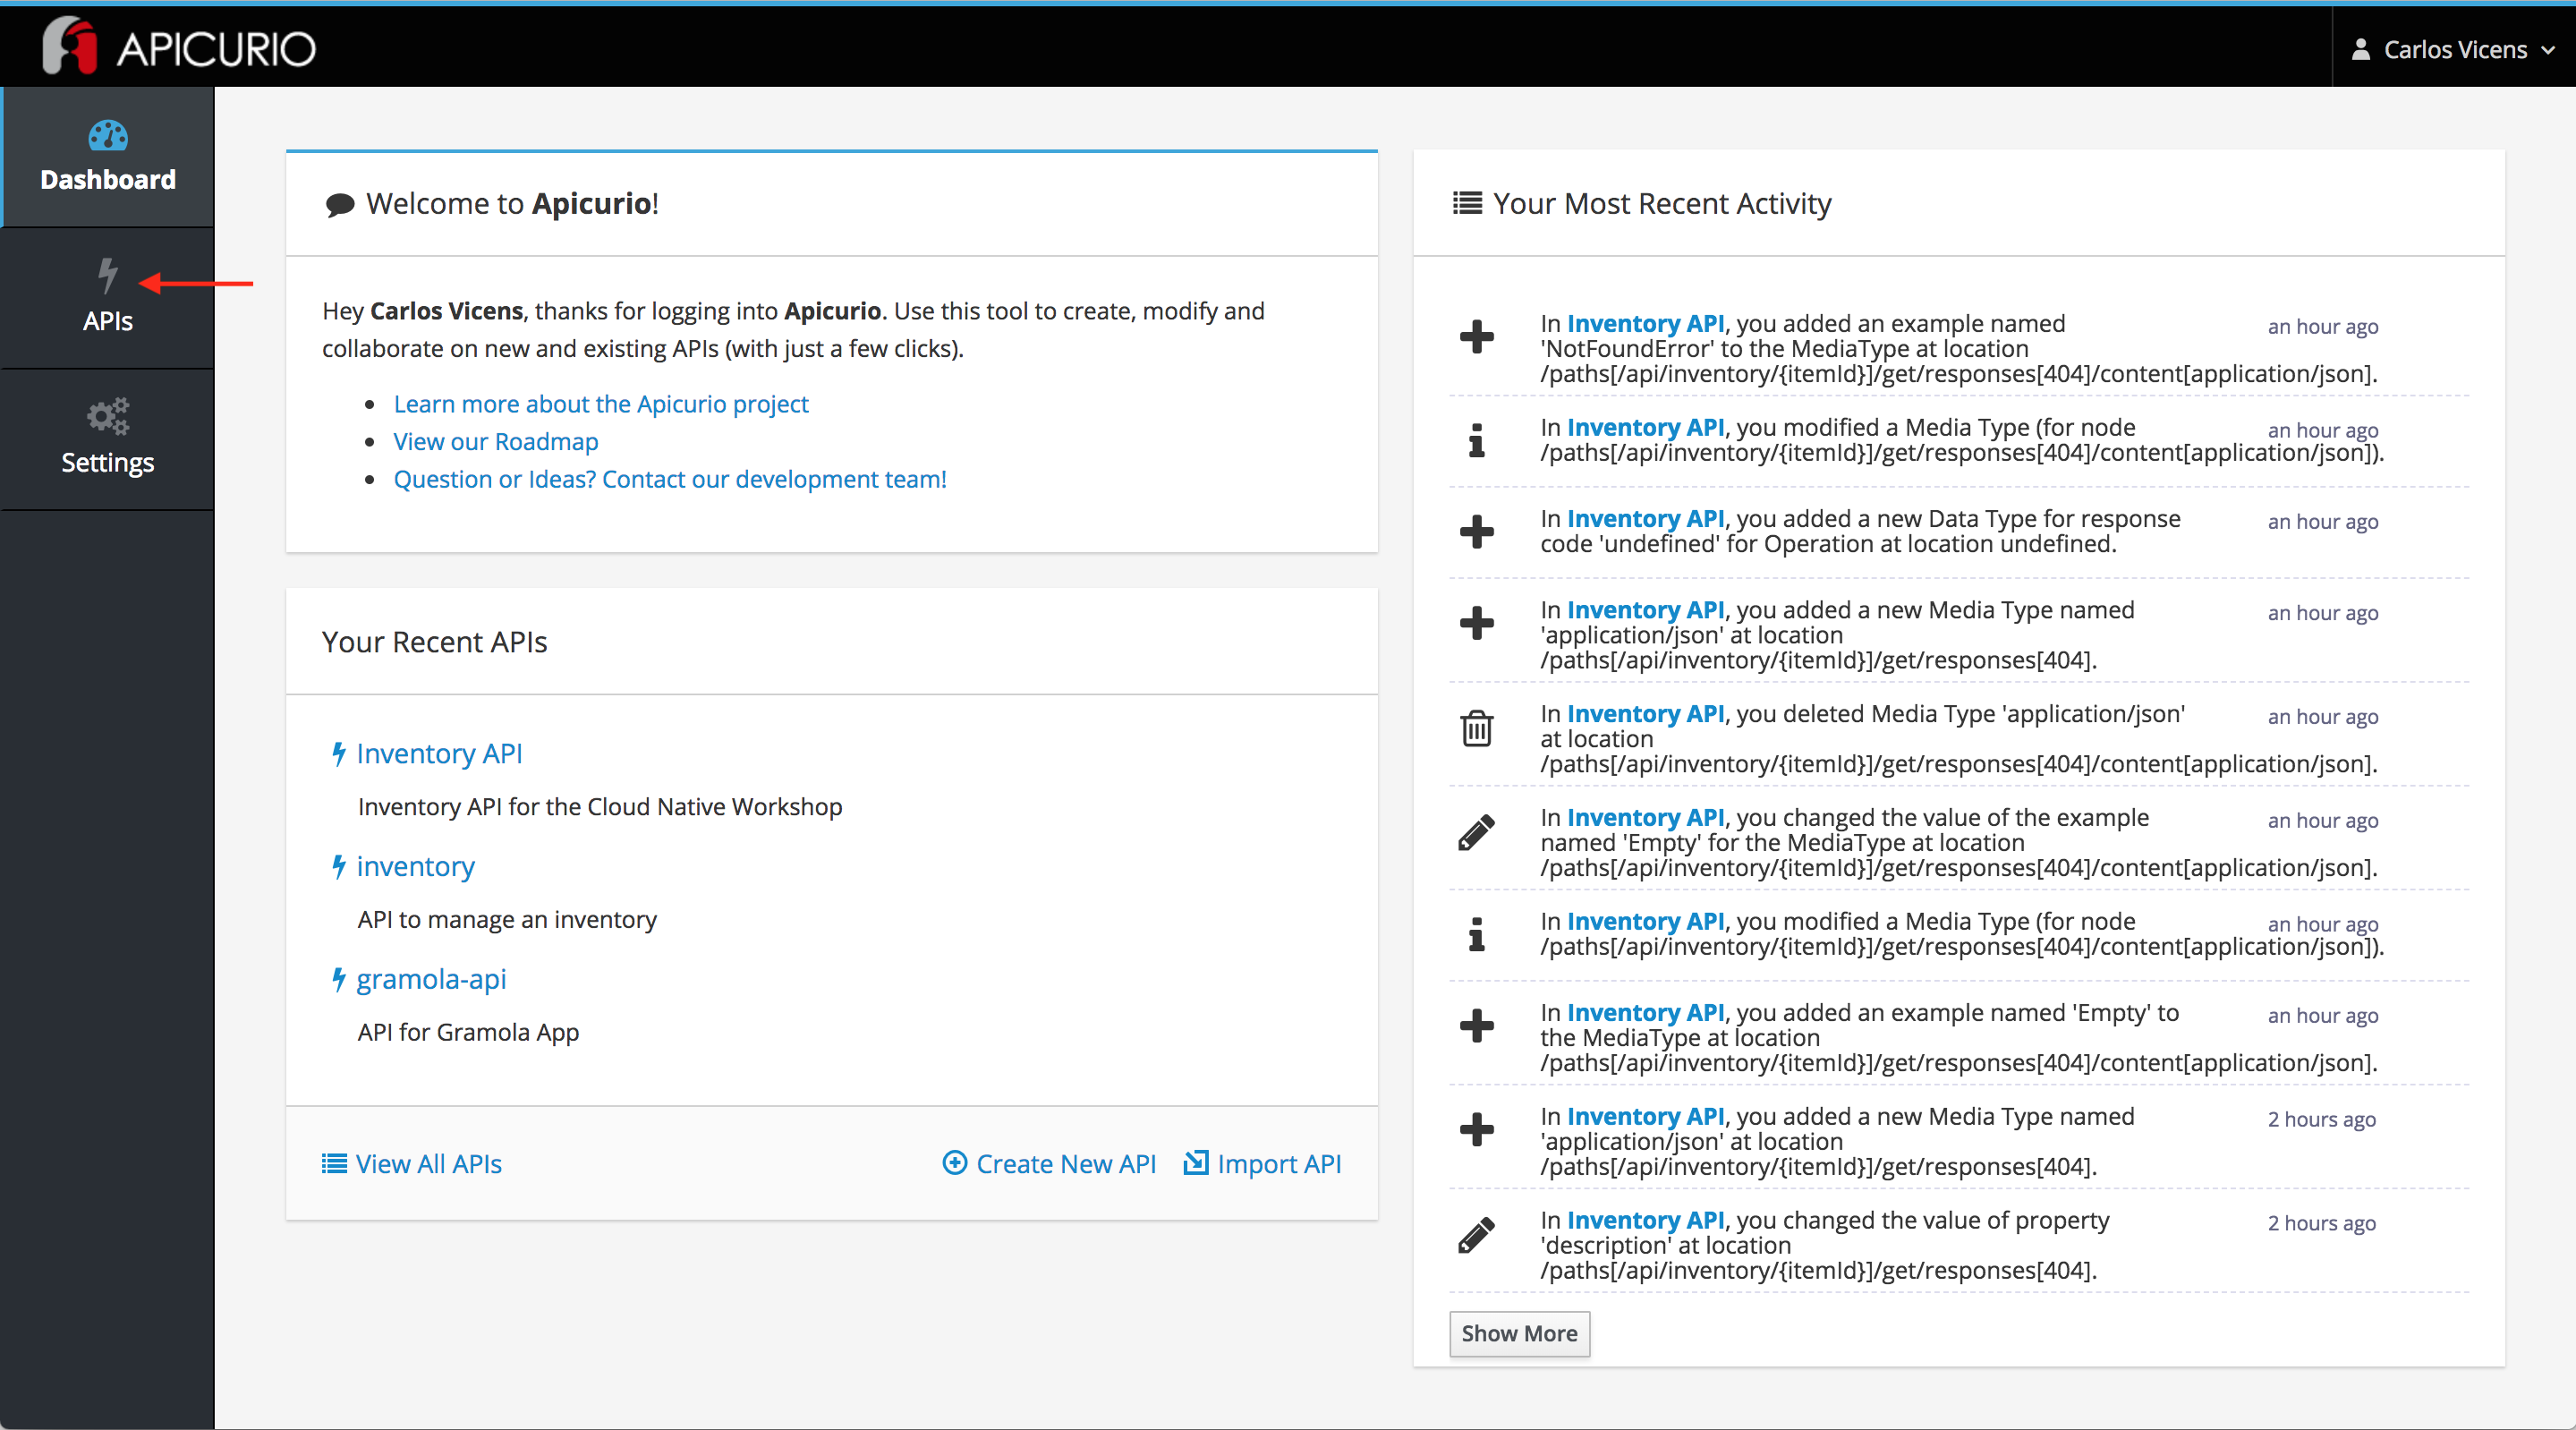 APICURIO
Carlos Vicens
Dashboard
APIs
Settings
Welcome to Apicurio!
Hey Carlos Vicens, thanks for logging into Apicurio. Use this tool to create, modify and
collaborate on new and existing APIs (with just a few clicks).
Learn more about the Apicurio project
View our Roadmap
Question or Ideas? Contact our development team!
Your Recent APIs
Inventory API
Inventory API for the Cloud Native Workshop
inventory
API to manage an inventory
gramola-api
API for Gramola App
View All APIs
Create New API
Import API
Your Most Recent Activity
In Inventory API, you added an example named
'NotFoundError' to the MediaType at location
/paths[/api/inventory/{itemId}]/get/responses[404]/content[application/json].
an hour ago
In Inventory API, you modified a Media Type (for node
/paths[/api/inventory/{itemId}]/get/responses[404]/content[application/json]).
an hour ago
In Inventory API, you added a new Data Type for response
code 'undefined' for Operation at location undefined.
an hour ago
In Inventory API, you added a new Media Type named
'application/json' at location
/paths[/api/inventory/{itemId}]/get/responses[404].
an hour ago
In Inventory API, you deleted Media Type 'application/json'
at location
/paths[/api/inventory/{itemId}]/get/responses[404]/content[application/json].
an hour ago
In Inventory API, you changed the value of the example
named 'Empty' for the MediaType at location
/paths[/api/inventory/{itemId}]/get/responses[404]/content[application/json].
an hour ago
In Inventory API, you modified a Media Type (for node
/paths[/api/inventory/{itemId}]/get/responses[404]/content[application/json]).
an hour ago
In Inventory API, you added an example named 'Empty' to
the MediaType at location
/paths[/api/inventory/{itemId}]/get/responses[404]/content[application/json].
an hour ago
In Inventory API, you added a new Media Type named
'application/json' at location
/paths[/api/inventory/{itemId}]/get/responses[404].
2 hours ago
In Inventory API, you changed the value of property
'description' at location
/paths[/api/inventory/{itemId}]/get/responses[404].
2 hours ago
Show More